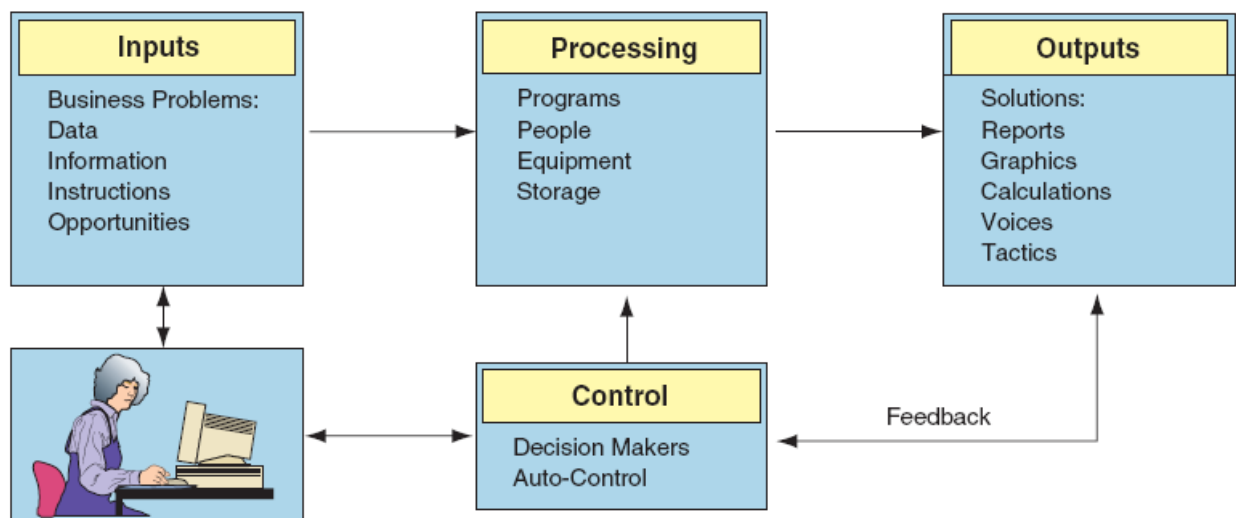 Inputs
Business Problems:
Data
Information
Instructions
Opportunities
Processing
Programs
People
Equipment
Storage
Outputs
Solutions:
Reports
Graphics
Calculations
Voices
Tactics
Control
Decision Makers
Auto-Control
Feedback